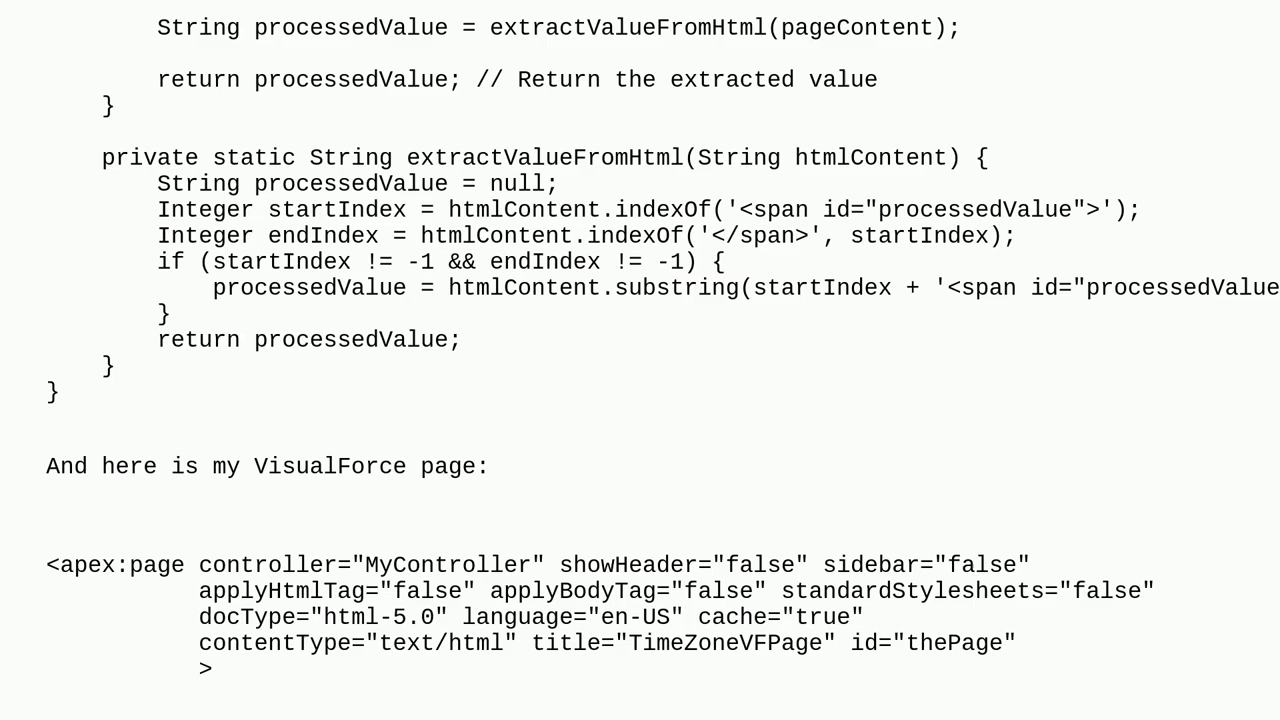 String processedValue = extractValueFromHtml(pageContent);
return processedValue; // Return the extracted value
}
private static String extractValueFromHtml(String htmlContent) {
String processedValue = null;
Integer startIndex = htmlContent.indexOf('<span id="processedValue">');
Integer endIndex = htmlContent.indexOf('</span>', startIndex);
if (startIndex != -1 && endIndex != -1) {
processedValue = htmlContent.substring(startIndex + '<span id="processedValue
}
return processedValue;
}
}
And here is my VisualForce page:
<apex:page controller="MyController" showHeader="false" sidebar="false"
applyHtmlTag="false" applyBodyTag="false" standardStylesheets="false"
docType="html-5.0" language="en-US" cache="true"
contentType="text/html" title="TimeZoneVFPage" id="thePage"
>